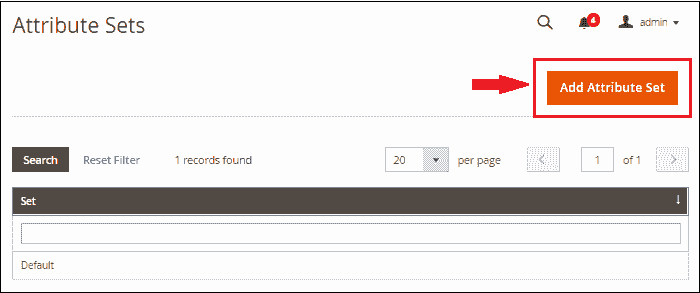 Attribute Sets
4
admin
Add Attribute Set
Search Reset Filter 1 records found 20 per page 1 of 1
Set
Default